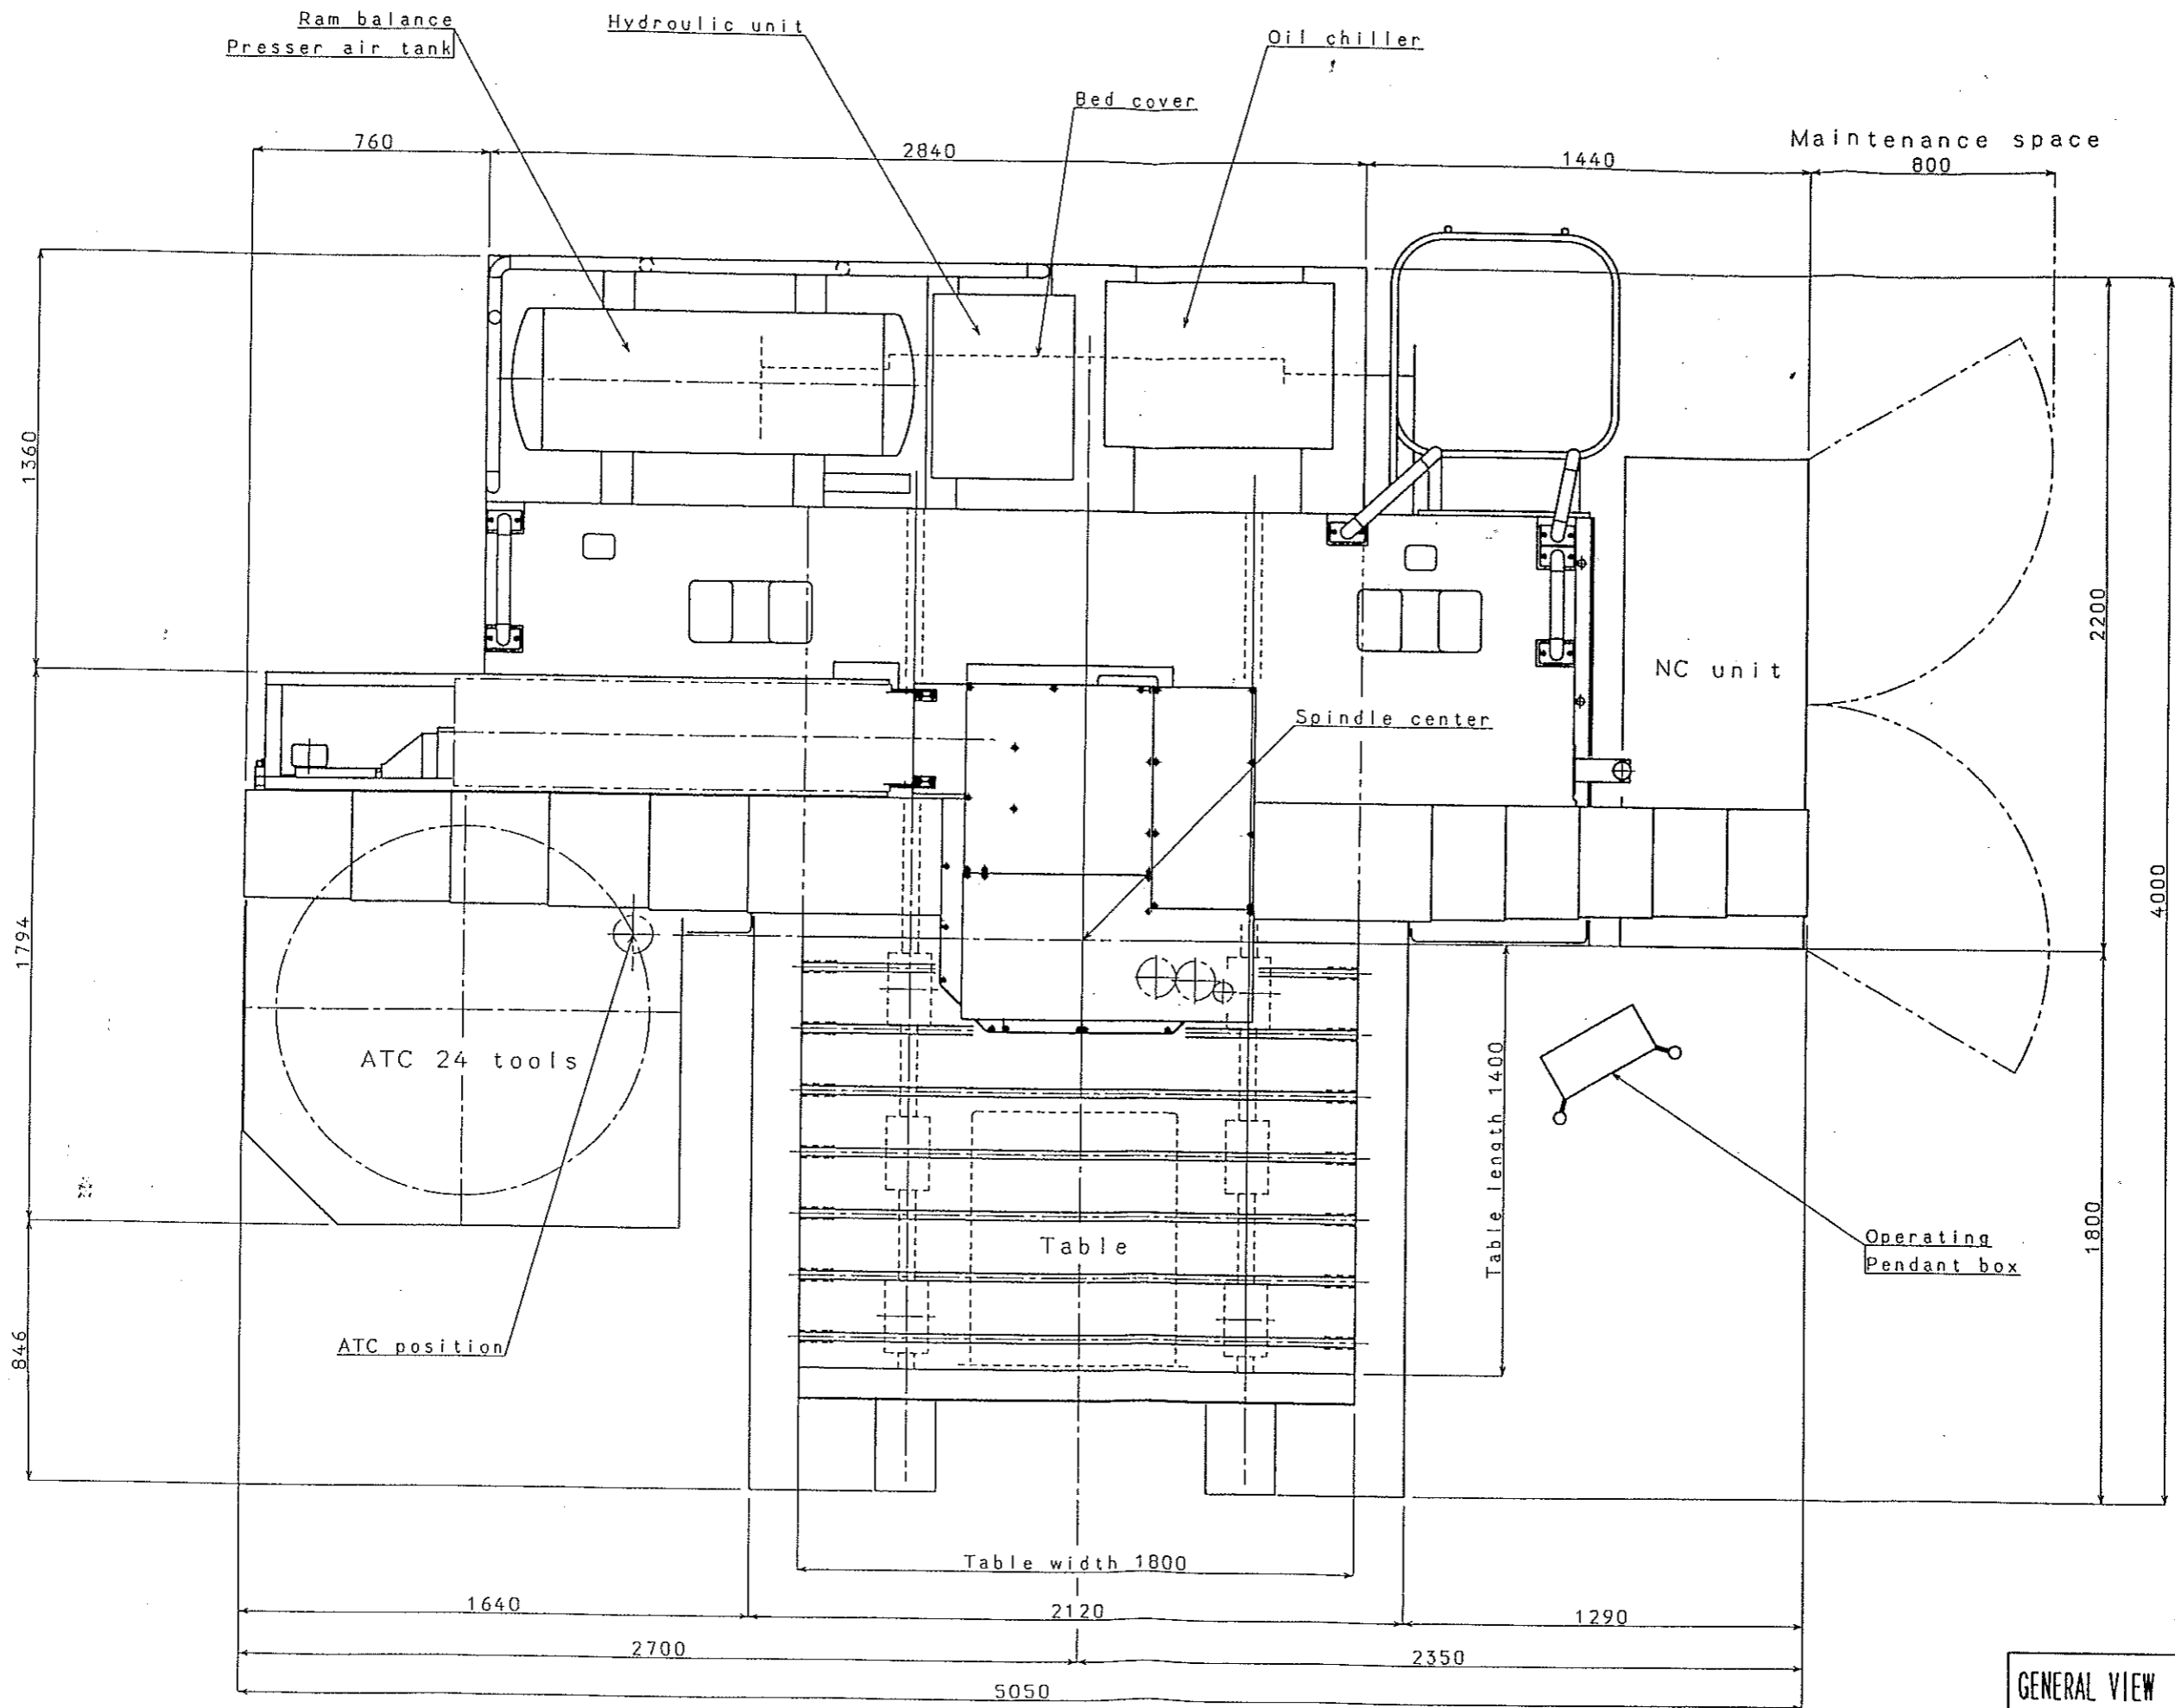 Ram balance
Presser air tank
Hydroulic unit
Oil chiller
Bed cover
Maintenance space
760
2840
1440
800
1360
2200
NC unit
Spindle center
4000
1794
ATC 24 tools
Table length 1400
1800
Table
Operating
Pendant box
ATC position
846
Table width 1800
1640
2120
1290
2700
2350
5050
GENERAL VIEW